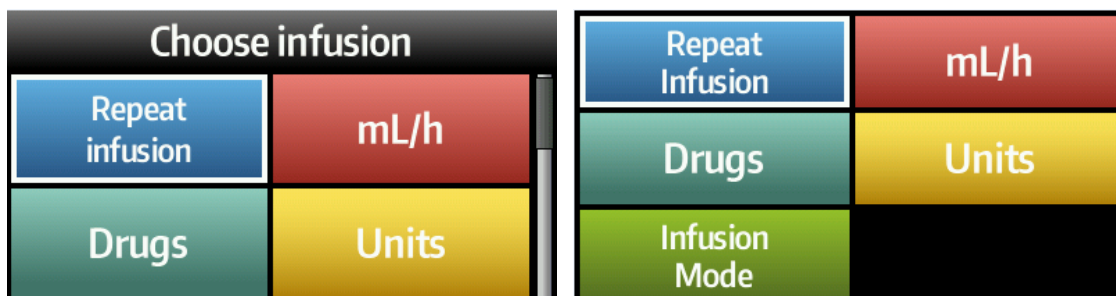 Choose infusion
Repeat
infusion
mL/h
Drugs
Units
Repeat
Infusion
mL/h
Drugs
Units
Infusion
Mode